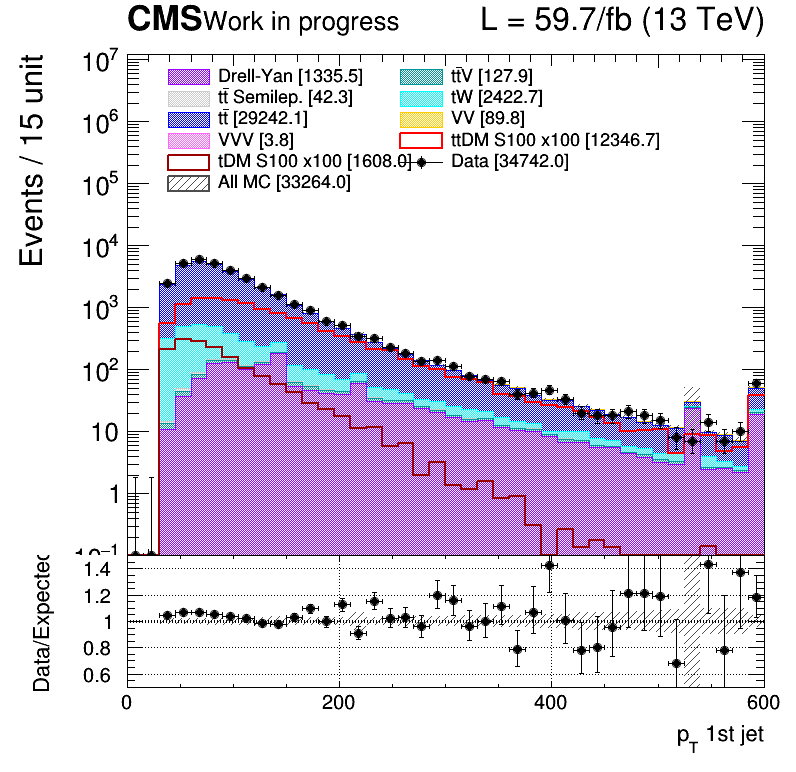 CMS Work in progress L = 59.7/fb (13 TeV)
Events / 15 unit
10⁷
10⁶
10⁵
10⁴
10³
10²
10
1
10⁻¹
Drell-Yan [1335.5]
tt̄V [127.9]
tt̄ Semilep. [42.3]
tW [2422.7]
tt̄ [29242.1]
VV [89.8]
VVV [3.8]
ttDM S100 x100 [12346.7]
tDM S100 x100 [1608.0]
Data [34742.0]
All MC [33264.0]
Data/Expected
1.4
1.2
1
0.8
0.6
0 200 400 600
p_T 1st jet